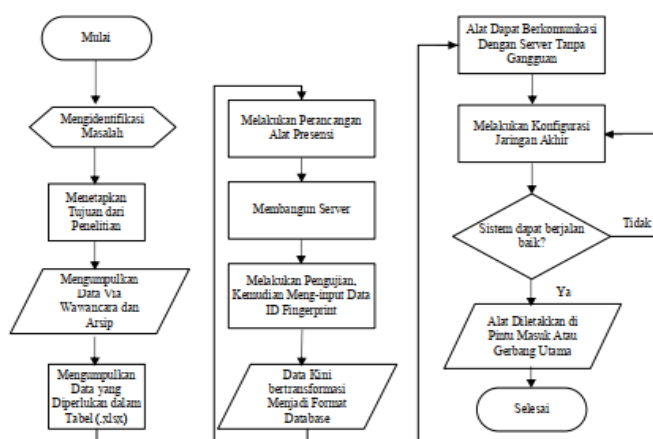 Mulai
Mengidentifikasi
Masalah
Menetapkan
Tujuan dari
Penelitian
Mengumpulkan
Data Via
Wawancara dan
Arsip
Mengumpulkan
Data yang
Diperlukan dalam
Tabel (.xlsx)
Melakukan Perancangan
Alat Presensi
Membangun Server
Melakukan Pengujian,
Kemudian Meng-input Data
ID Fingerprint
Data Kini
bertransformasi
Menjadi Format
Database
Alat Dapat Berkomunikasi
Dengan Server Tanpa
Gangguan
Melakukan Konfigurasi
Jaringan Akhir
Sistem dapat berjalan
baik?
Tidak
Ya
Alat Diletakkan di
Pintu Masuk Atau
Gerbang Utama
Selesai